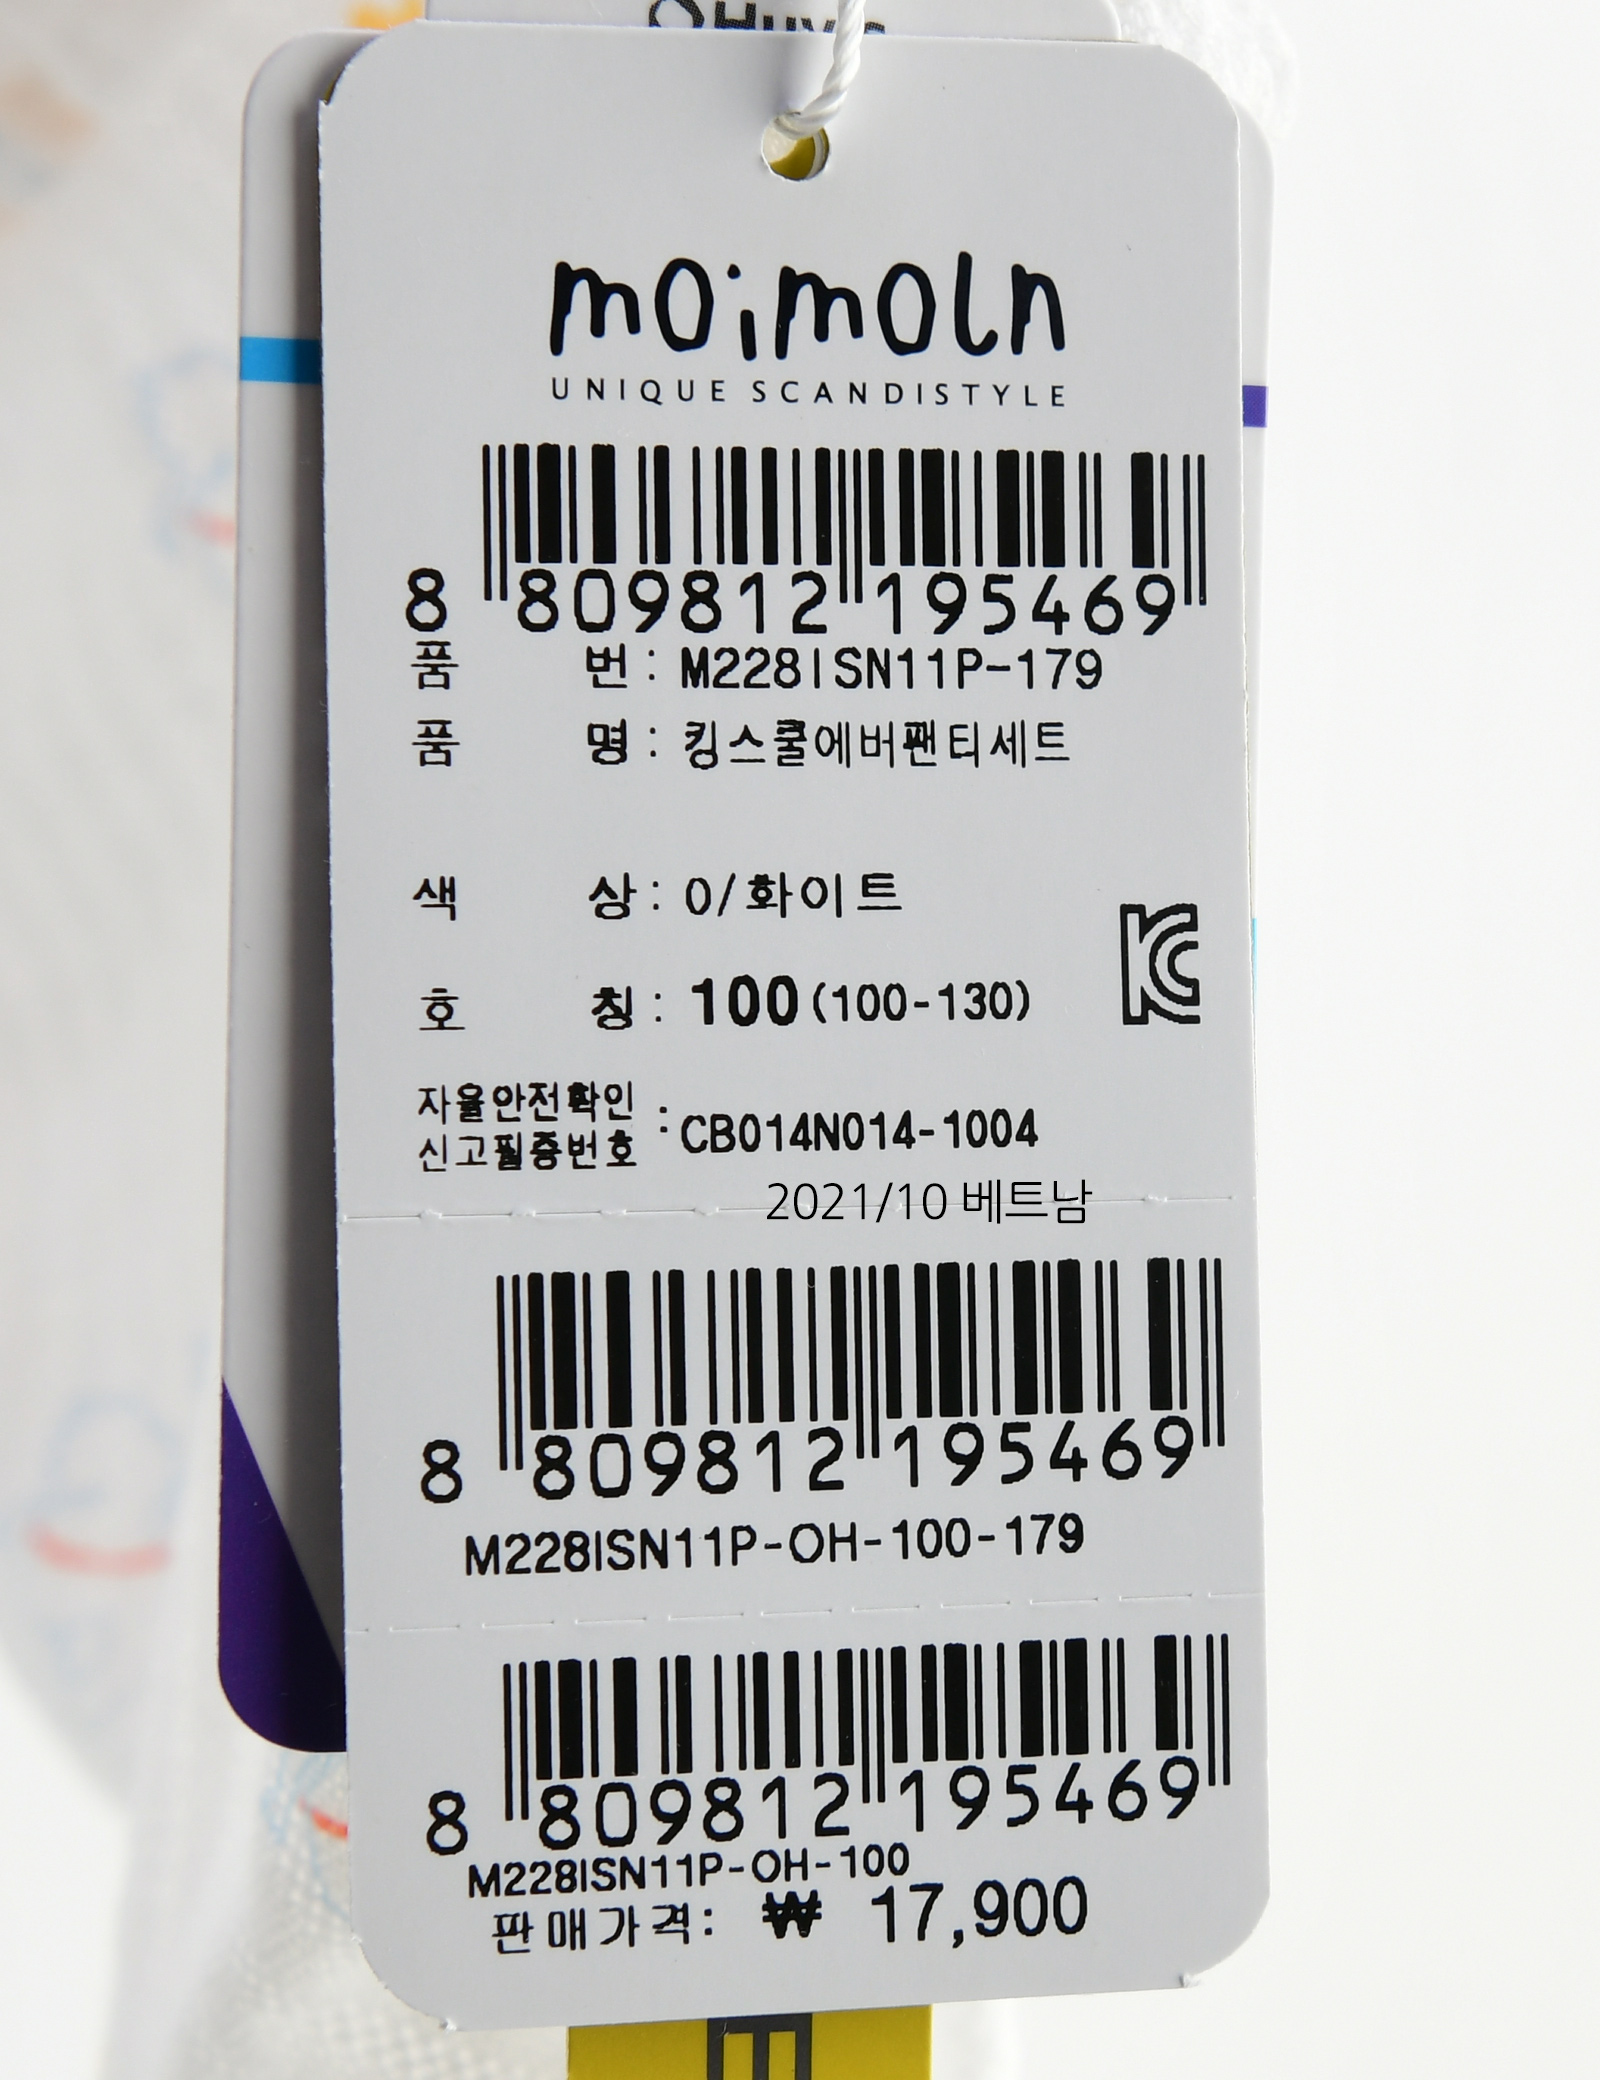 moimoln
UNIQUE SCANDISTYLE
8 809812 195469
품 번 : M228ISN11P-179
품 명 : 킹스쿨에버팬티세트
색 상 : 0/화이트
호 칭 : 100 (100-130)
자율안전확인
신고필증번호 : CB014N014-1004
2021/10 베트남
8 809812 195469
M228ISN11P-OH-100-179
8 809812 195469
M228ISN11P-OH-100
판매가격: ₩ 17,900